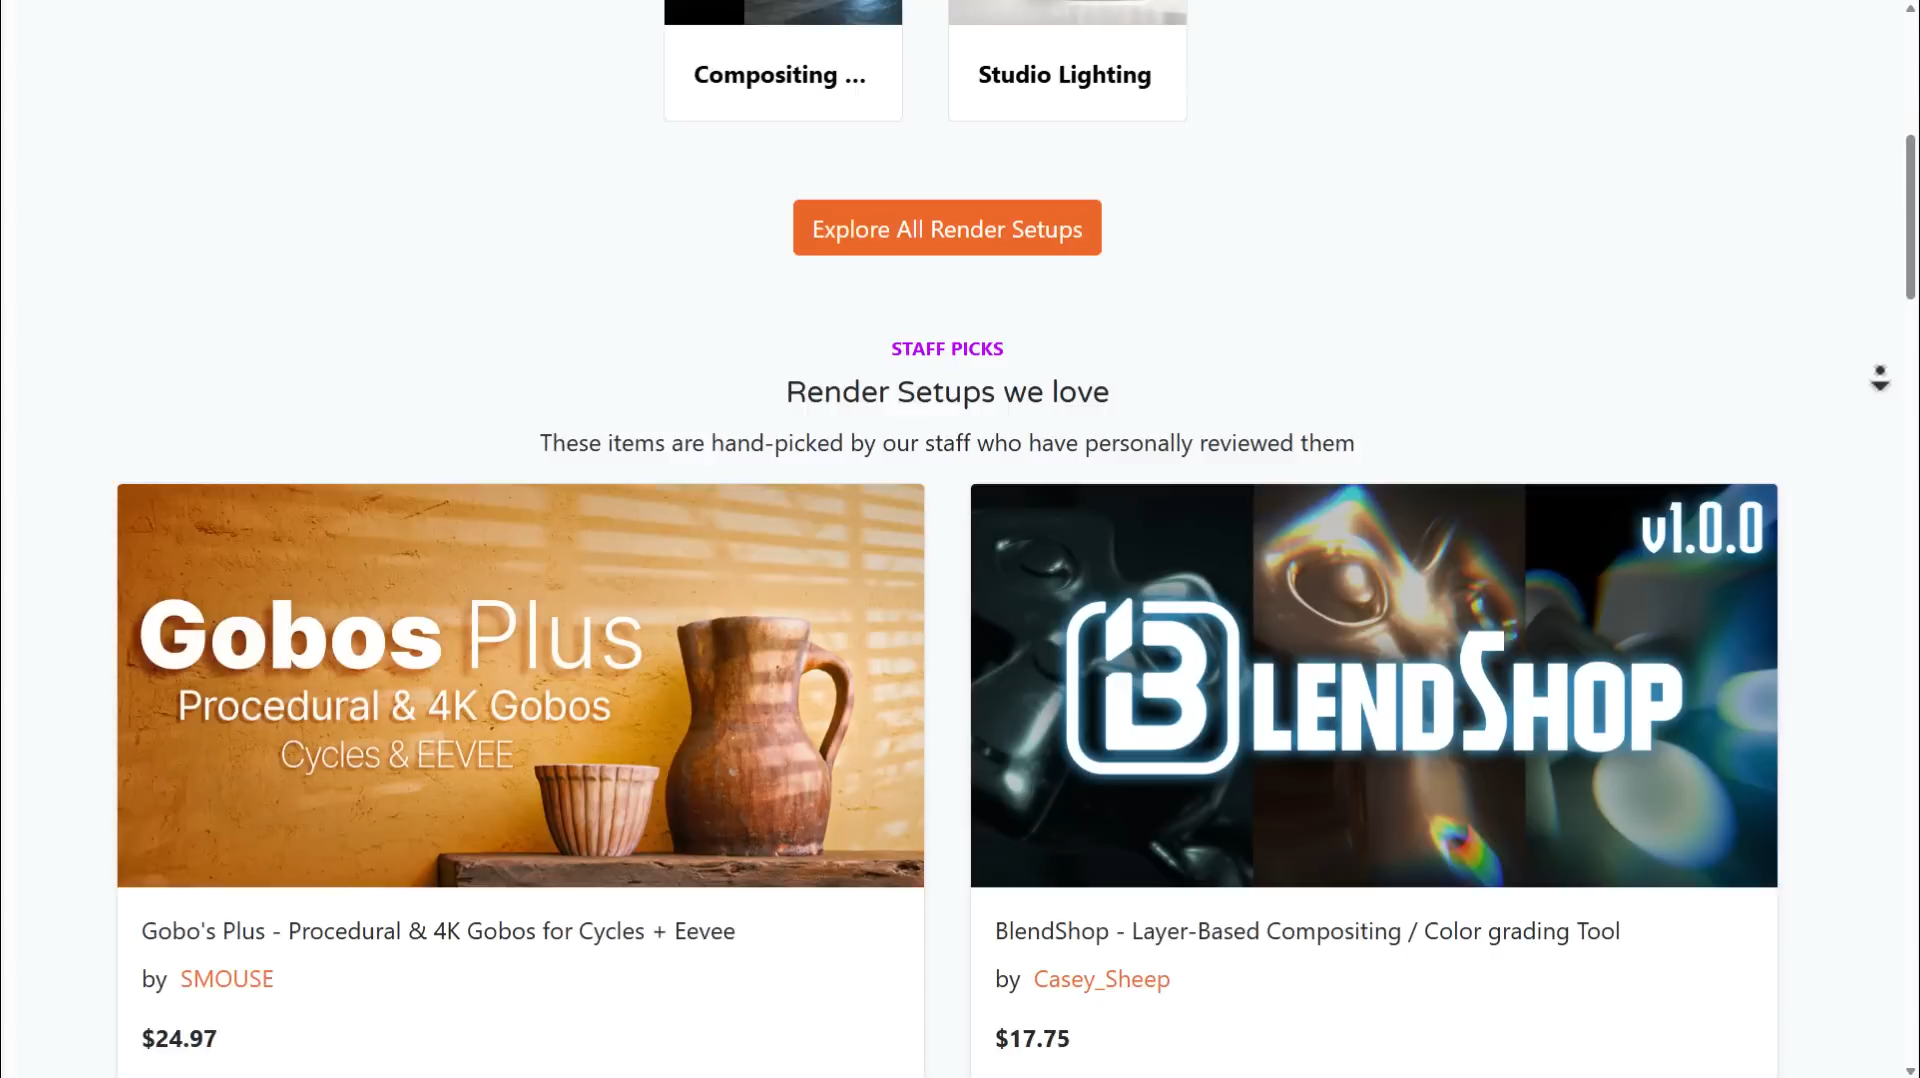 Compositing ...
Studio Lighting
Explore All Render Setups
STAFF PICKS
Render Setups we love
These items are hand-picked by our staff who have personally reviewed them
Gobos Plus
Procedural & 4K Gobos
Cycles & EEVEE
v1.0.0
BLENDSHOP
Gobo's Plus - Procedural & 4K Gobos for Cycles + Eevee
by SMOUSE
$24.97
BlendShop - Layer-Based Compositing / Color grading Tool
by Casey_Sheep
$17.75